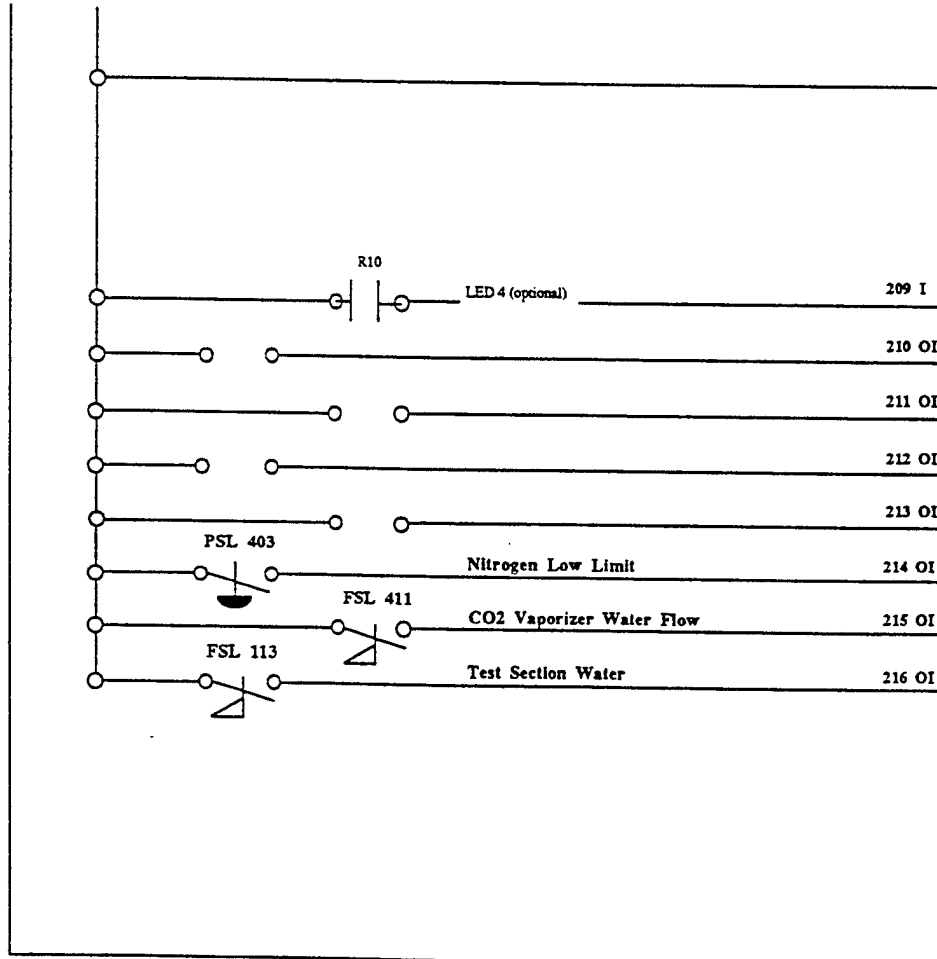 R10
LED 4 (optional)
209 I
210 OI
211 OI
212 OI
213 OI
PSL 403
Nitrogen Low Limit
214 OI
FSL 411
CO2 Vaporizer Water Flow
215 OI
FSL 113
Test Section Water
216 OI